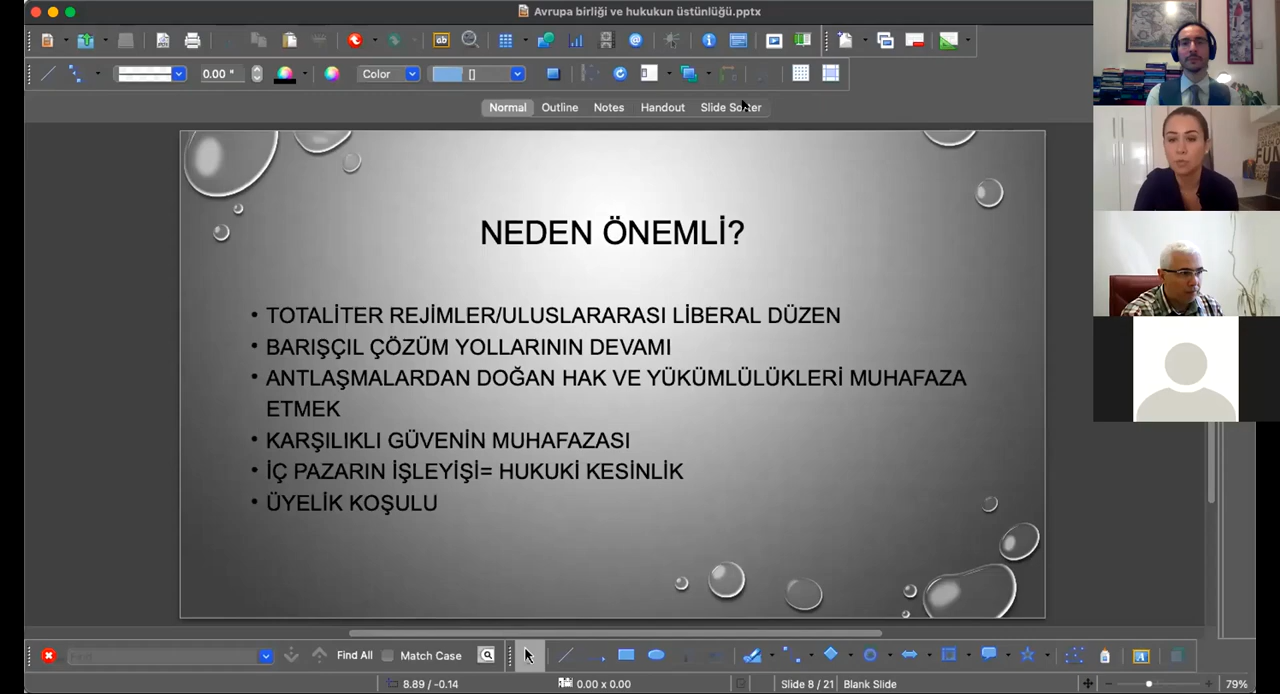 Avrupa birliği ve hukukun üstünlüğü.pptx
0.00 "
Color
[]
Normal Outline Notes Handout Slide Sorter
NEDEN ÖNEMLİ?
• TOTALİTER REJİMLER/ULUSLARARASI LİBERAL DÜZEN
• BARIŞÇIL ÇÖZÜM YOLLARININ DEVAMI
• ANTLAŞMALARDAN DOĞAN HAK VE YÜKÜMLÜLÜKLERİ MUHAFAZA
ETMEK
• KARŞILIKLI GÜVENİN MUHAFAZASI
• İÇ PAZARIN İŞLEYİŞİ= HUKUKİ KESİNLİK
• ÜYELİK KOŞULU
Find Find All Match Case
8.89 / -0.14 0.00 x 0.00 Slide 8 / 21 Blank Slide 79%
FUN